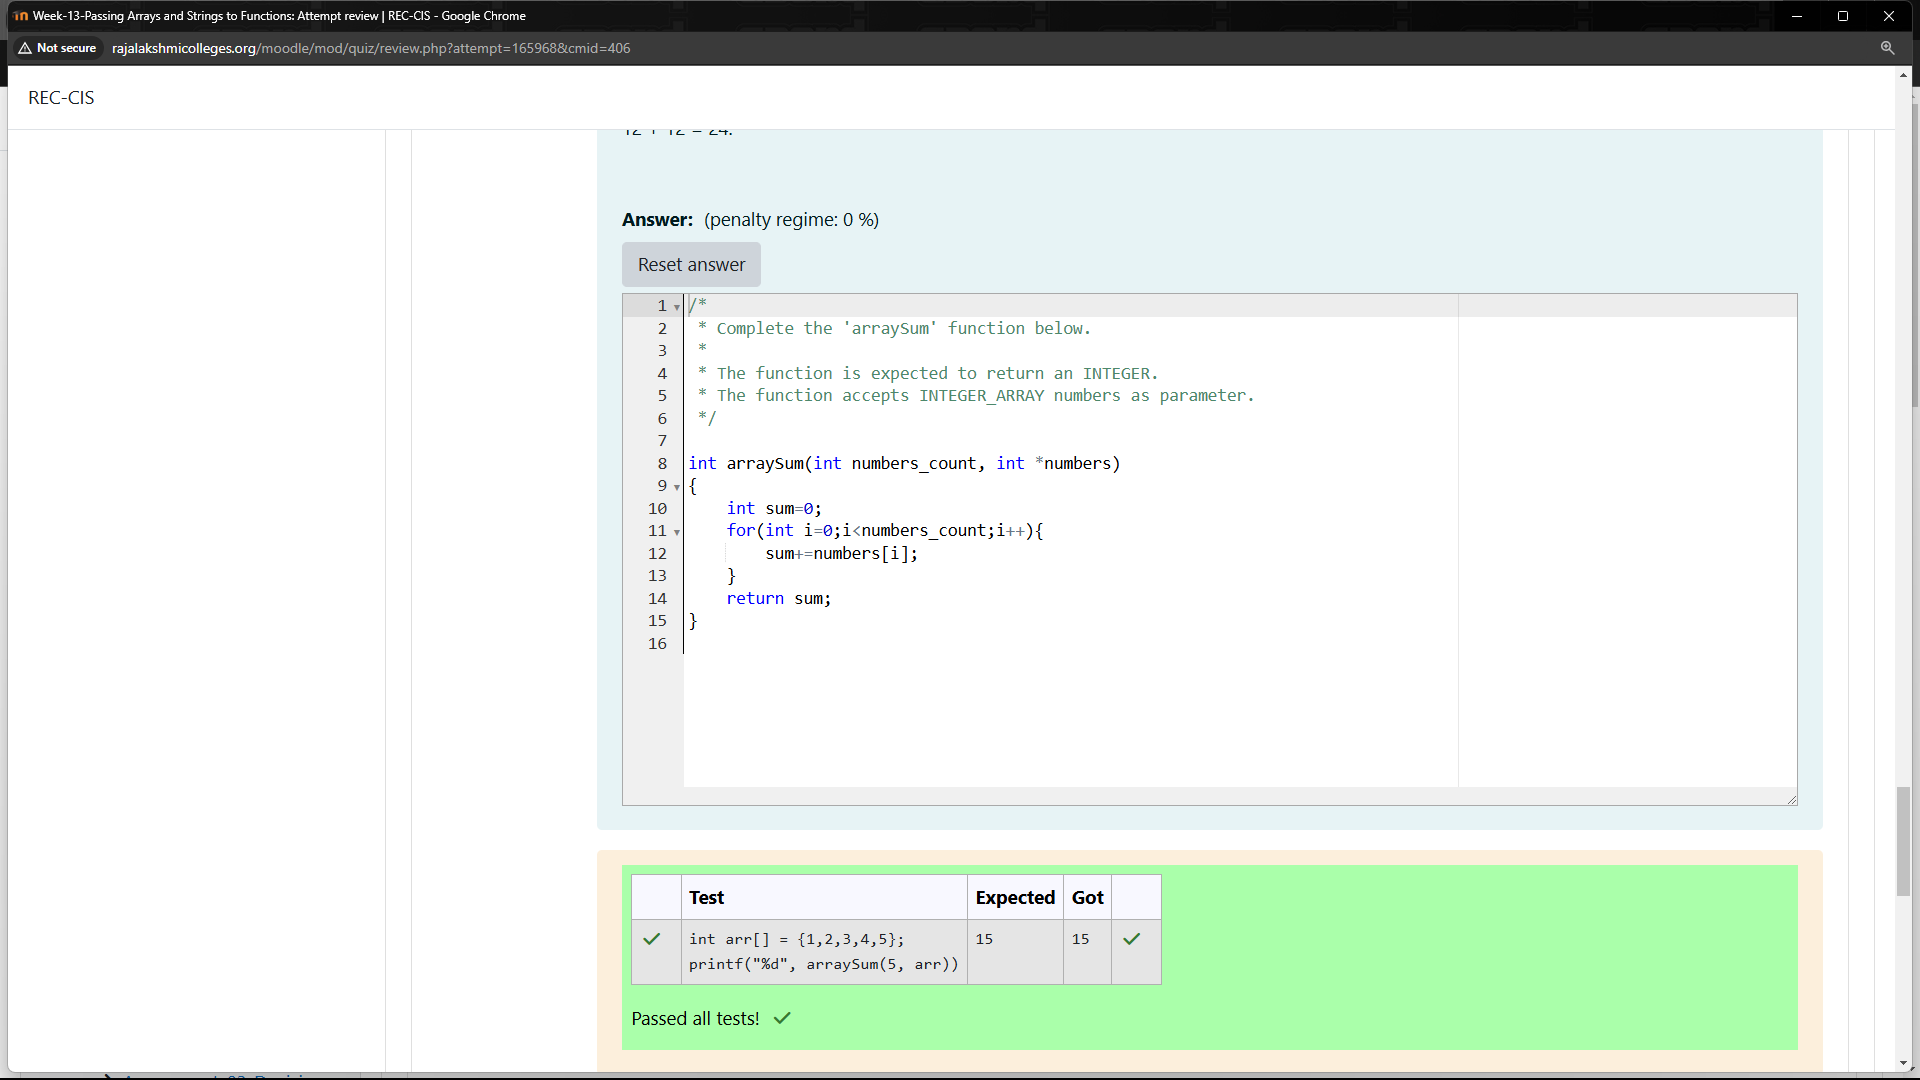 Week-13-Passing Arrays and Strings to Functions: Attempt review | REC-CIS - Google Chrome
Not secure rajalakshmicolleges.org/moodle/mod/quiz/review.php?attempt=165968&cmid=406
REC-CIS
12 + 12 = 24.
Answer: (penalty regime: 0 %)
Reset answer
1 /*
2  * Complete the 'arraySum' function below.
3  *
4  * The function is expected to return an INTEGER.
5  * The function accepts INTEGER_ARRAY numbers as parameter.
6  */
7
8 int arraySum(int numbers_count, int *numbers)
9 {
10     int sum=0;
11     for(int i=0;i<numbers_count;i++){
12         sum+=numbers[i];
13     }
14     return sum;
15 }
16
Test Expected Got
int arr[] = {1,2,3,4,5}; 15 15
printf("%d", arraySum(5, arr))
Passed all tests!